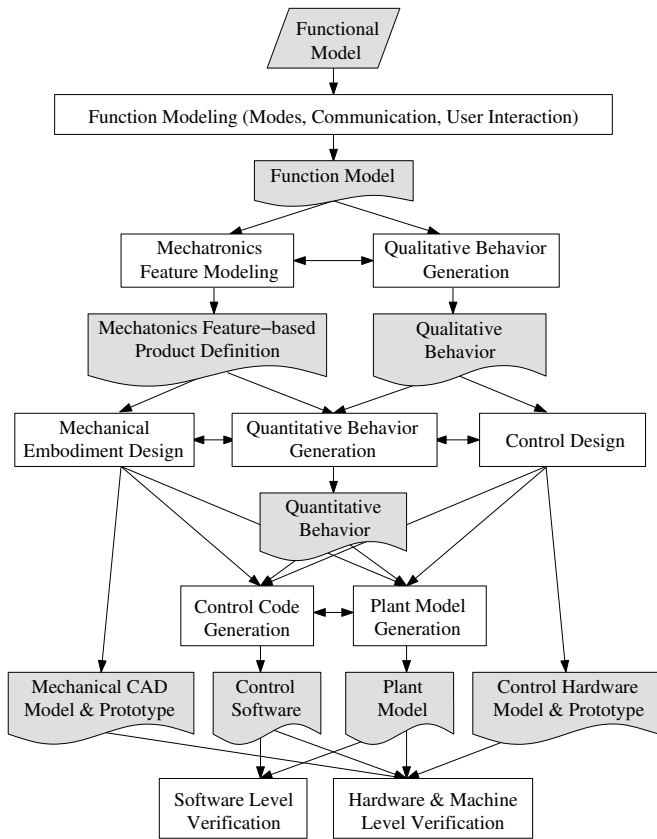 Functional
Model
Function Modeling (Modes, Communication, User Interaction)
Function Model
Mechatronics
Feature Modeling
Qualitative Behavior
Generation
Mechatonics Feature−based
Product Definition
Qualitative
Behavior
Mechanical
Embodiment Design
Quantitative Behavior
Generation
Control Design
Quantitative
Behavior
Control Code
Generation
Plant Model
Generation
Mechanical CAD
Model & Prototype
Control
Software
Plant
Model
Control Hardware
Model & Prototype
Software Level
Verification
Hardware & Machine
Level Verification